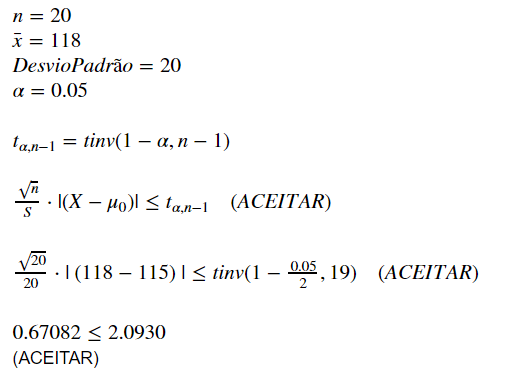 n = 20
x̄ = 118
DesvioPadrão = 20
α = 0.05
t_{α,n−1} = tinv(1 − α, n − 1)
√n/S · |(X − μ₀)| ≤ t_{α,n−1} (ACEITAR)
√20/20 · | (118 − 115) | ≤ tinv(1 − 0.05/2, 19) (ACEITAR)
0.67082 ≤ 2.0930
(ACEITAR)